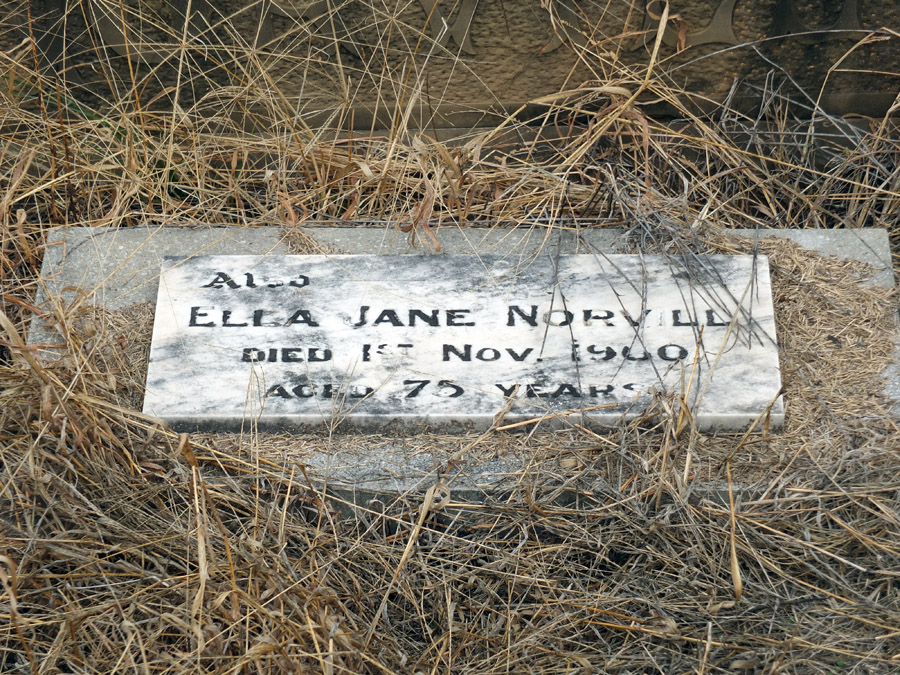 Also
ELLA JANE NORVILL
DIED 1ST NOV. 1960
AGED 75 YEARS